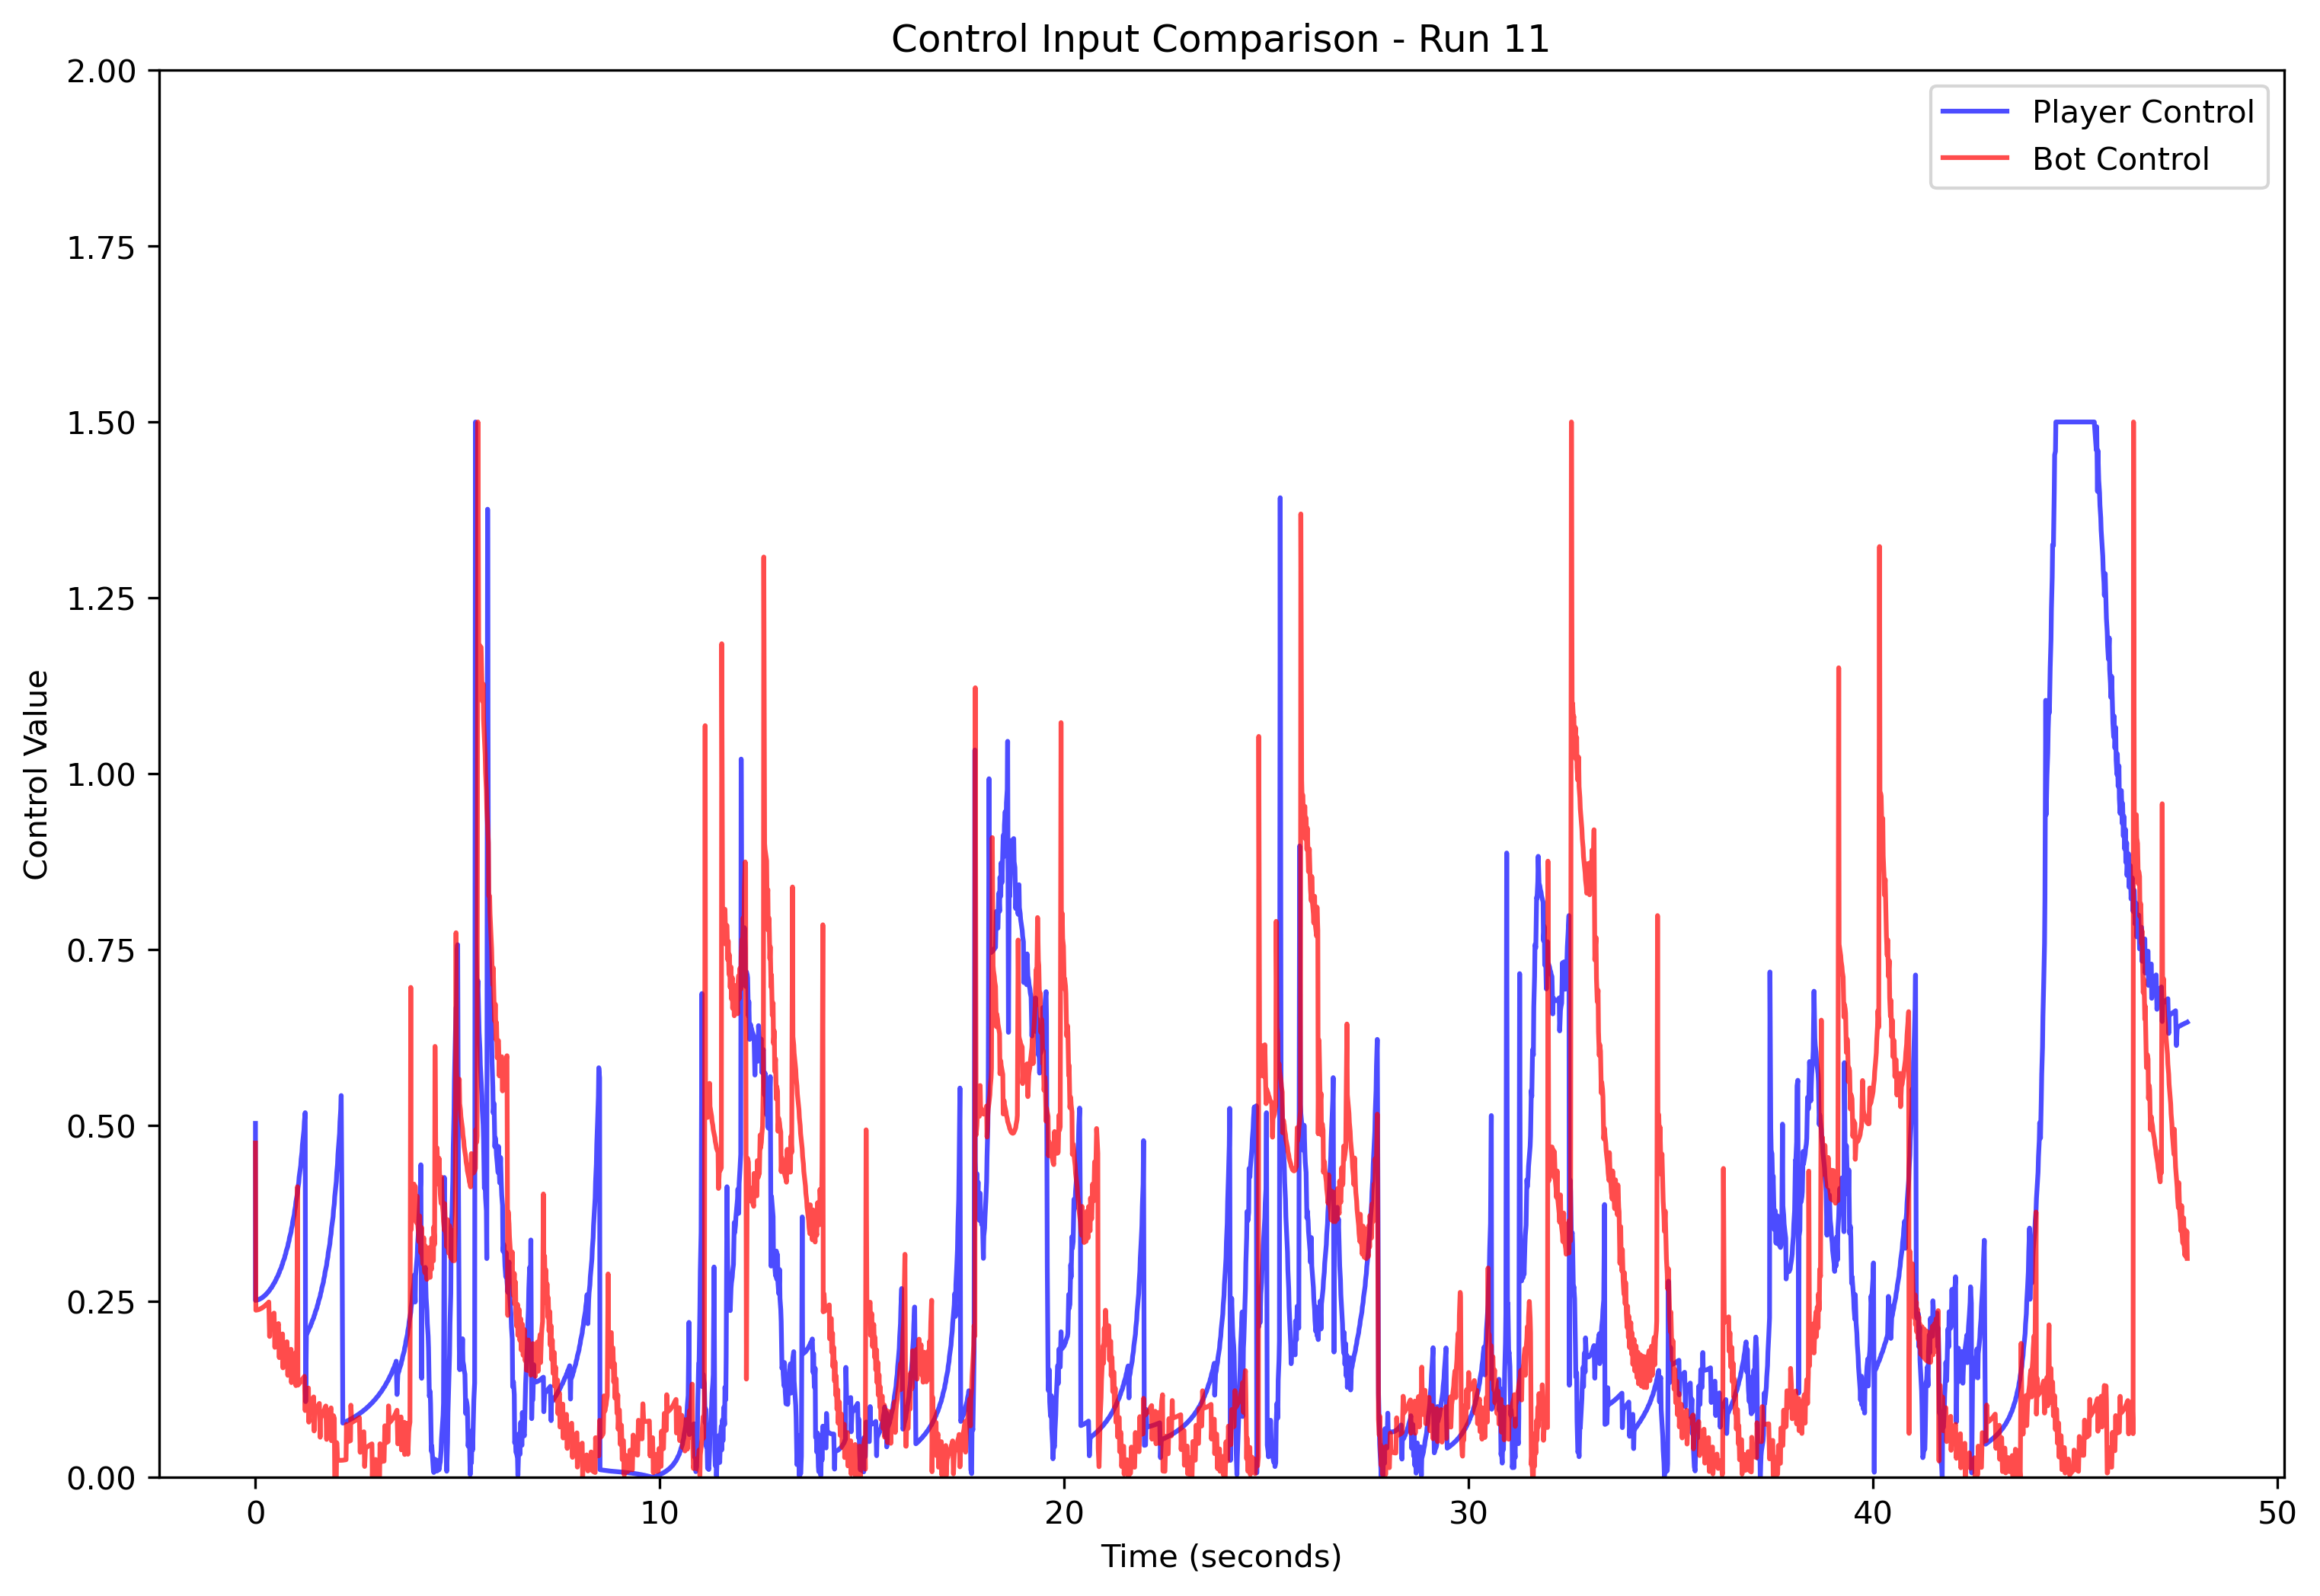 Control Input Comparison - Run 11
Player Control
Bot Control
Control Value
2.00
1.75
1.50
1.25
1.00
0.75
0.50
0.25
0.00
0 10 20 30 40 50
Time (seconds)